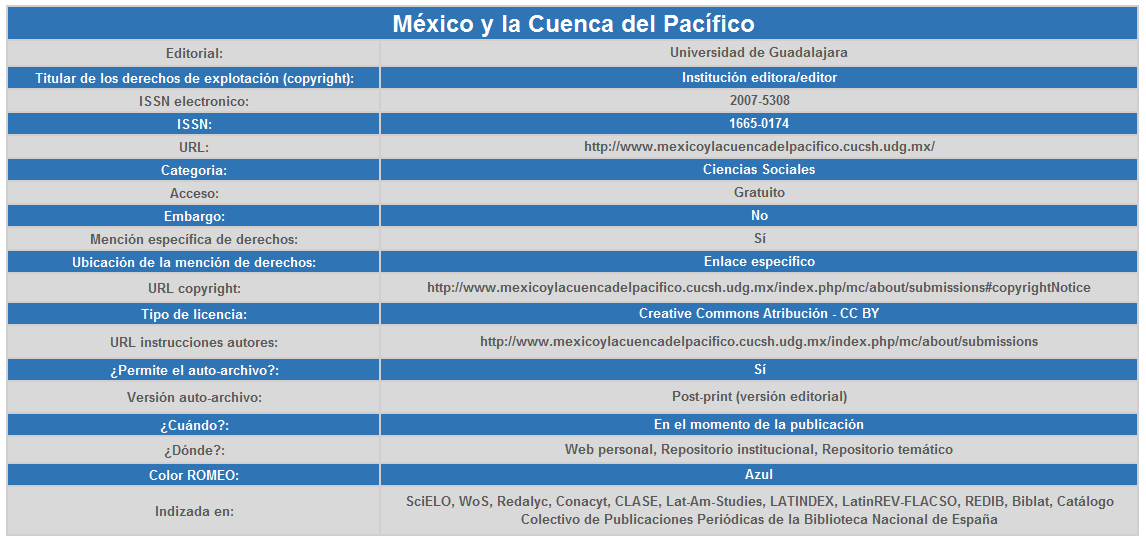 México y la Cuenca del Pacífico
Editorial: Universidad de Guadalajara
Titular de los derechos de explotación (copyright): Institución editora/editor
ISSN electronico: 2007-5308
ISSN: 1665-0174
URL: http://www.mexicoylacuencadelpacifico.cucsh.udg.mx/
Categoria: Ciencias Sociales
Acceso: Gratuito
Embargo: No
Mención específica de derechos: Sí
Ubicación de la mención de derechos: Enlace específico
URL copyright: http://www.mexicoylacuencadelpacifico.cucsh.udg.mx/index.php/mc/about/submissions#copyrightNotice
Tipo de licencia: Creative Commons Atribución - CC BY
URL instrucciones autores: http://www.mexicoylacuencadelpacifico.cucsh.udg.mx/index.php/mc/about/submissions
¿Permite el auto-archivo?: Sí
Versión auto-archivo: Post-print (versión editorial)
¿Cuándo?: En el momento de la publicación
¿Dónde?: Web personal, Repositorio institucional, Repositorio temático
Color ROMEO: Azul
Indizada en: SciELO, WoS, Redalyc, Conacyt, CLASE, Lat-Am-Studies, LATINDEX, LatinREV-FLACSO, REDIB, Biblat, Catálogo
Colectivo de Publicaciones Periódicas de la Biblioteca Nacional de España